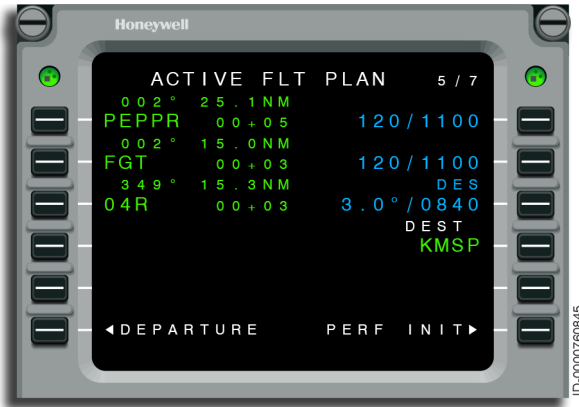 Honeywell
ACTIVE FLT PLAN 5/7
002° 25.1NM
PEPPR 00+05 120/1100
002° 15.0NM
FGT 00+03 120/1100
349° 15.3NM DES
04R 00+03 3.0°/0840
DEST
KMSP
◀DEPARTURE PERF INIT▶
ID-0000760845